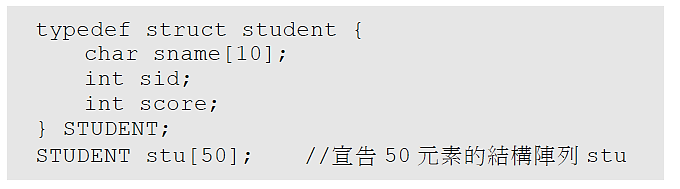 typedef struct student {
    char sname[10];
    int sid;
    int score;
} STUDENT;
STUDENT stu[50];    //宣告 50 元素的結構陣列 stu